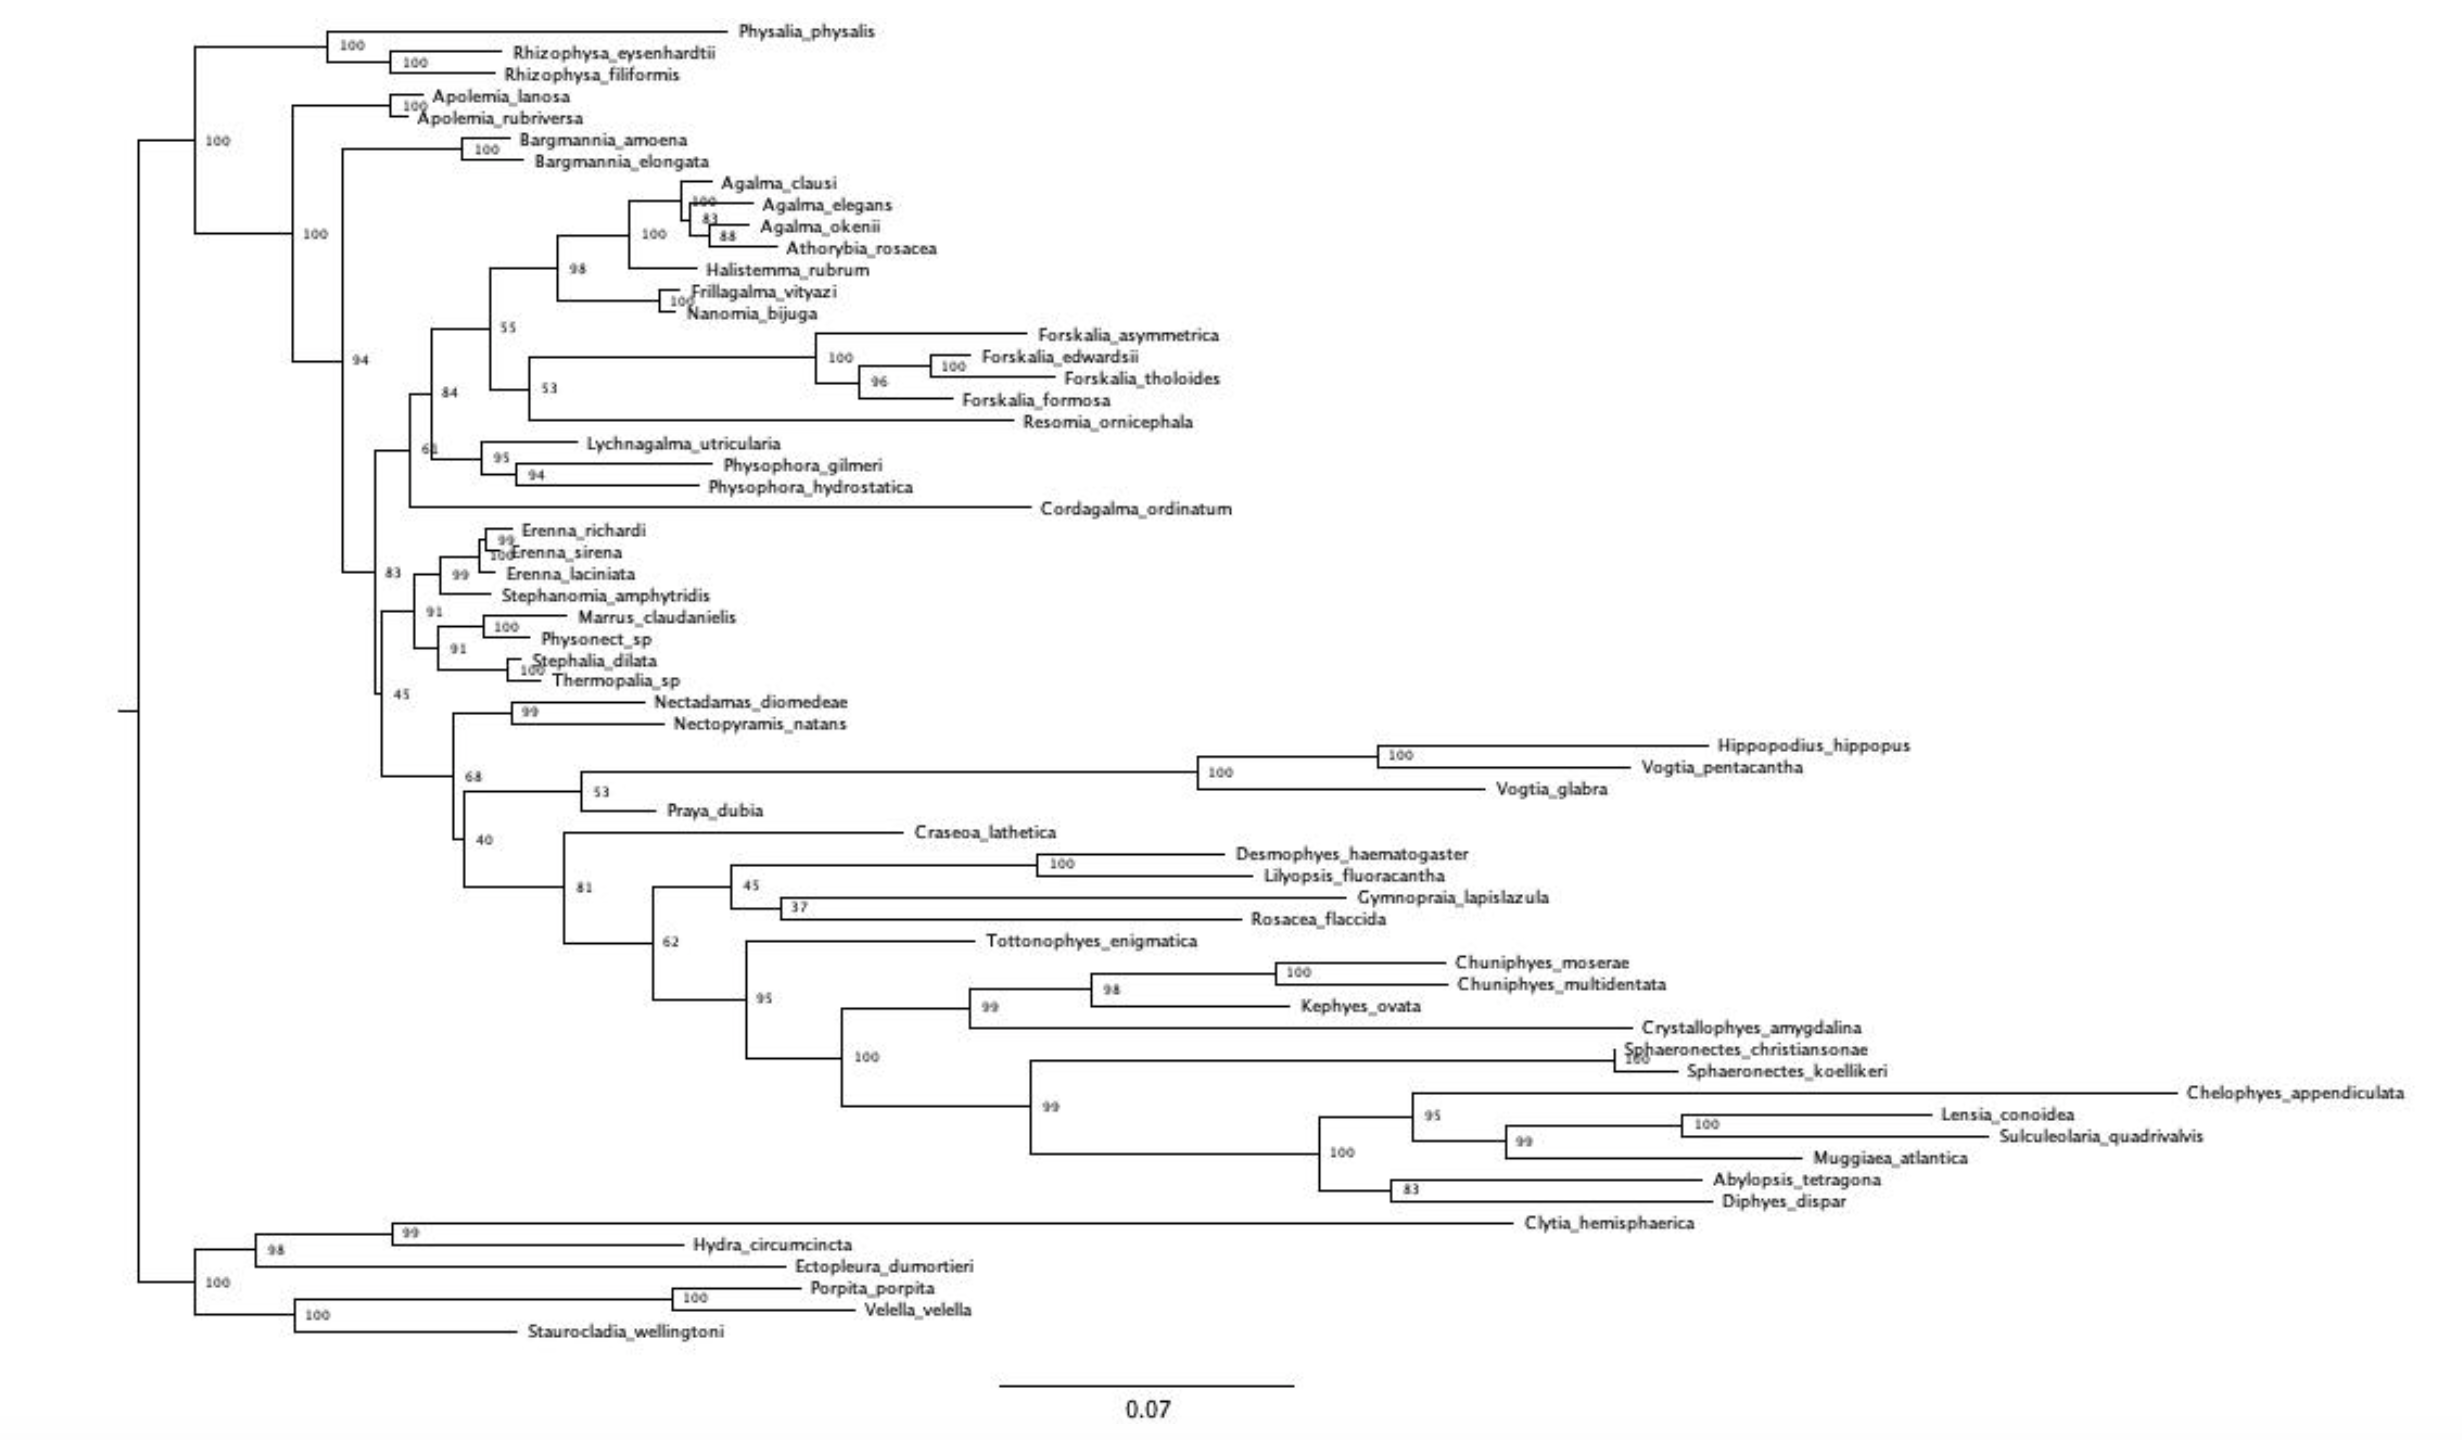 Physalia_physalis
100
Rhizophysa_eysenhardtii
100
Rhizophysa_filiformis
Apolemia_lanosa
100
Apolemia_rubriversa
100
Bargmannia_amoena
100
Bargmannia_elongata
Agalma_clausi
100
Agalma_elegans
83
Agalma_okenii
100
88
100
Athorybia_rosacea
98
Halistemma_rubrum
Frillagalma_vityazi
100
Nanomia_bijuga
55
Forskalia_asymmetrica
94
100
Forskalia_edwardsii
100
Forskalia_tholoides
96
53
84
Forskalia_formosa
Resomia_ornicephala
Lychnagalma_utricularia
61
95
Physophora_gilmeri
94
Physophora_hydrostatica
Cordagalma_ordinatum
Erenna_richardi
99
Erenna_sirena
100
83
99
Erenna_laciniata
Stephanomia_amphytridis
91
Marrus_claudanielis
100
Physonect_sp
91
Stephalia_dilata
100
Thermopalia_sp
45
Nectadamas_diomedeae
99
Nectopyramis_natans
Hippopodius_hippopus
100
Vogtia_pentacantha
100
68
Vogtia_glabra
53
Praya_dubia
Craseoa_lathetica
40
Desmophyes_haematogaster
100
Lilyopsis_fluoracantha
81
45
Gymnopraia_lapislazula
37
Rosacea_flaccida
62
Tottonophyes_enigmatica
Chuniphyes_moserae
100
Chuniphyes_multidentata
98
95
Kephyes_ovata
99
Crystallophyes_amygdalina
Sphaeronectes_christiansonae
100
100
Sphaeronectes_koellikeri
Chelophyes_appendiculata
99
95
Lensia_conoidea
100
Sulculeolaria_quadrivalvis
99
100
Muggiaea_atlantica
Abylopsis_tetragona
83
Diphyes_dispar
Clytia_hemisphaerica
99
Hydra_circumcincta
98
Ectopleura_dumortieri
100
Porpita_porpita
100
Velella_velella
100
Staurocladia_wellingtoni
0.07